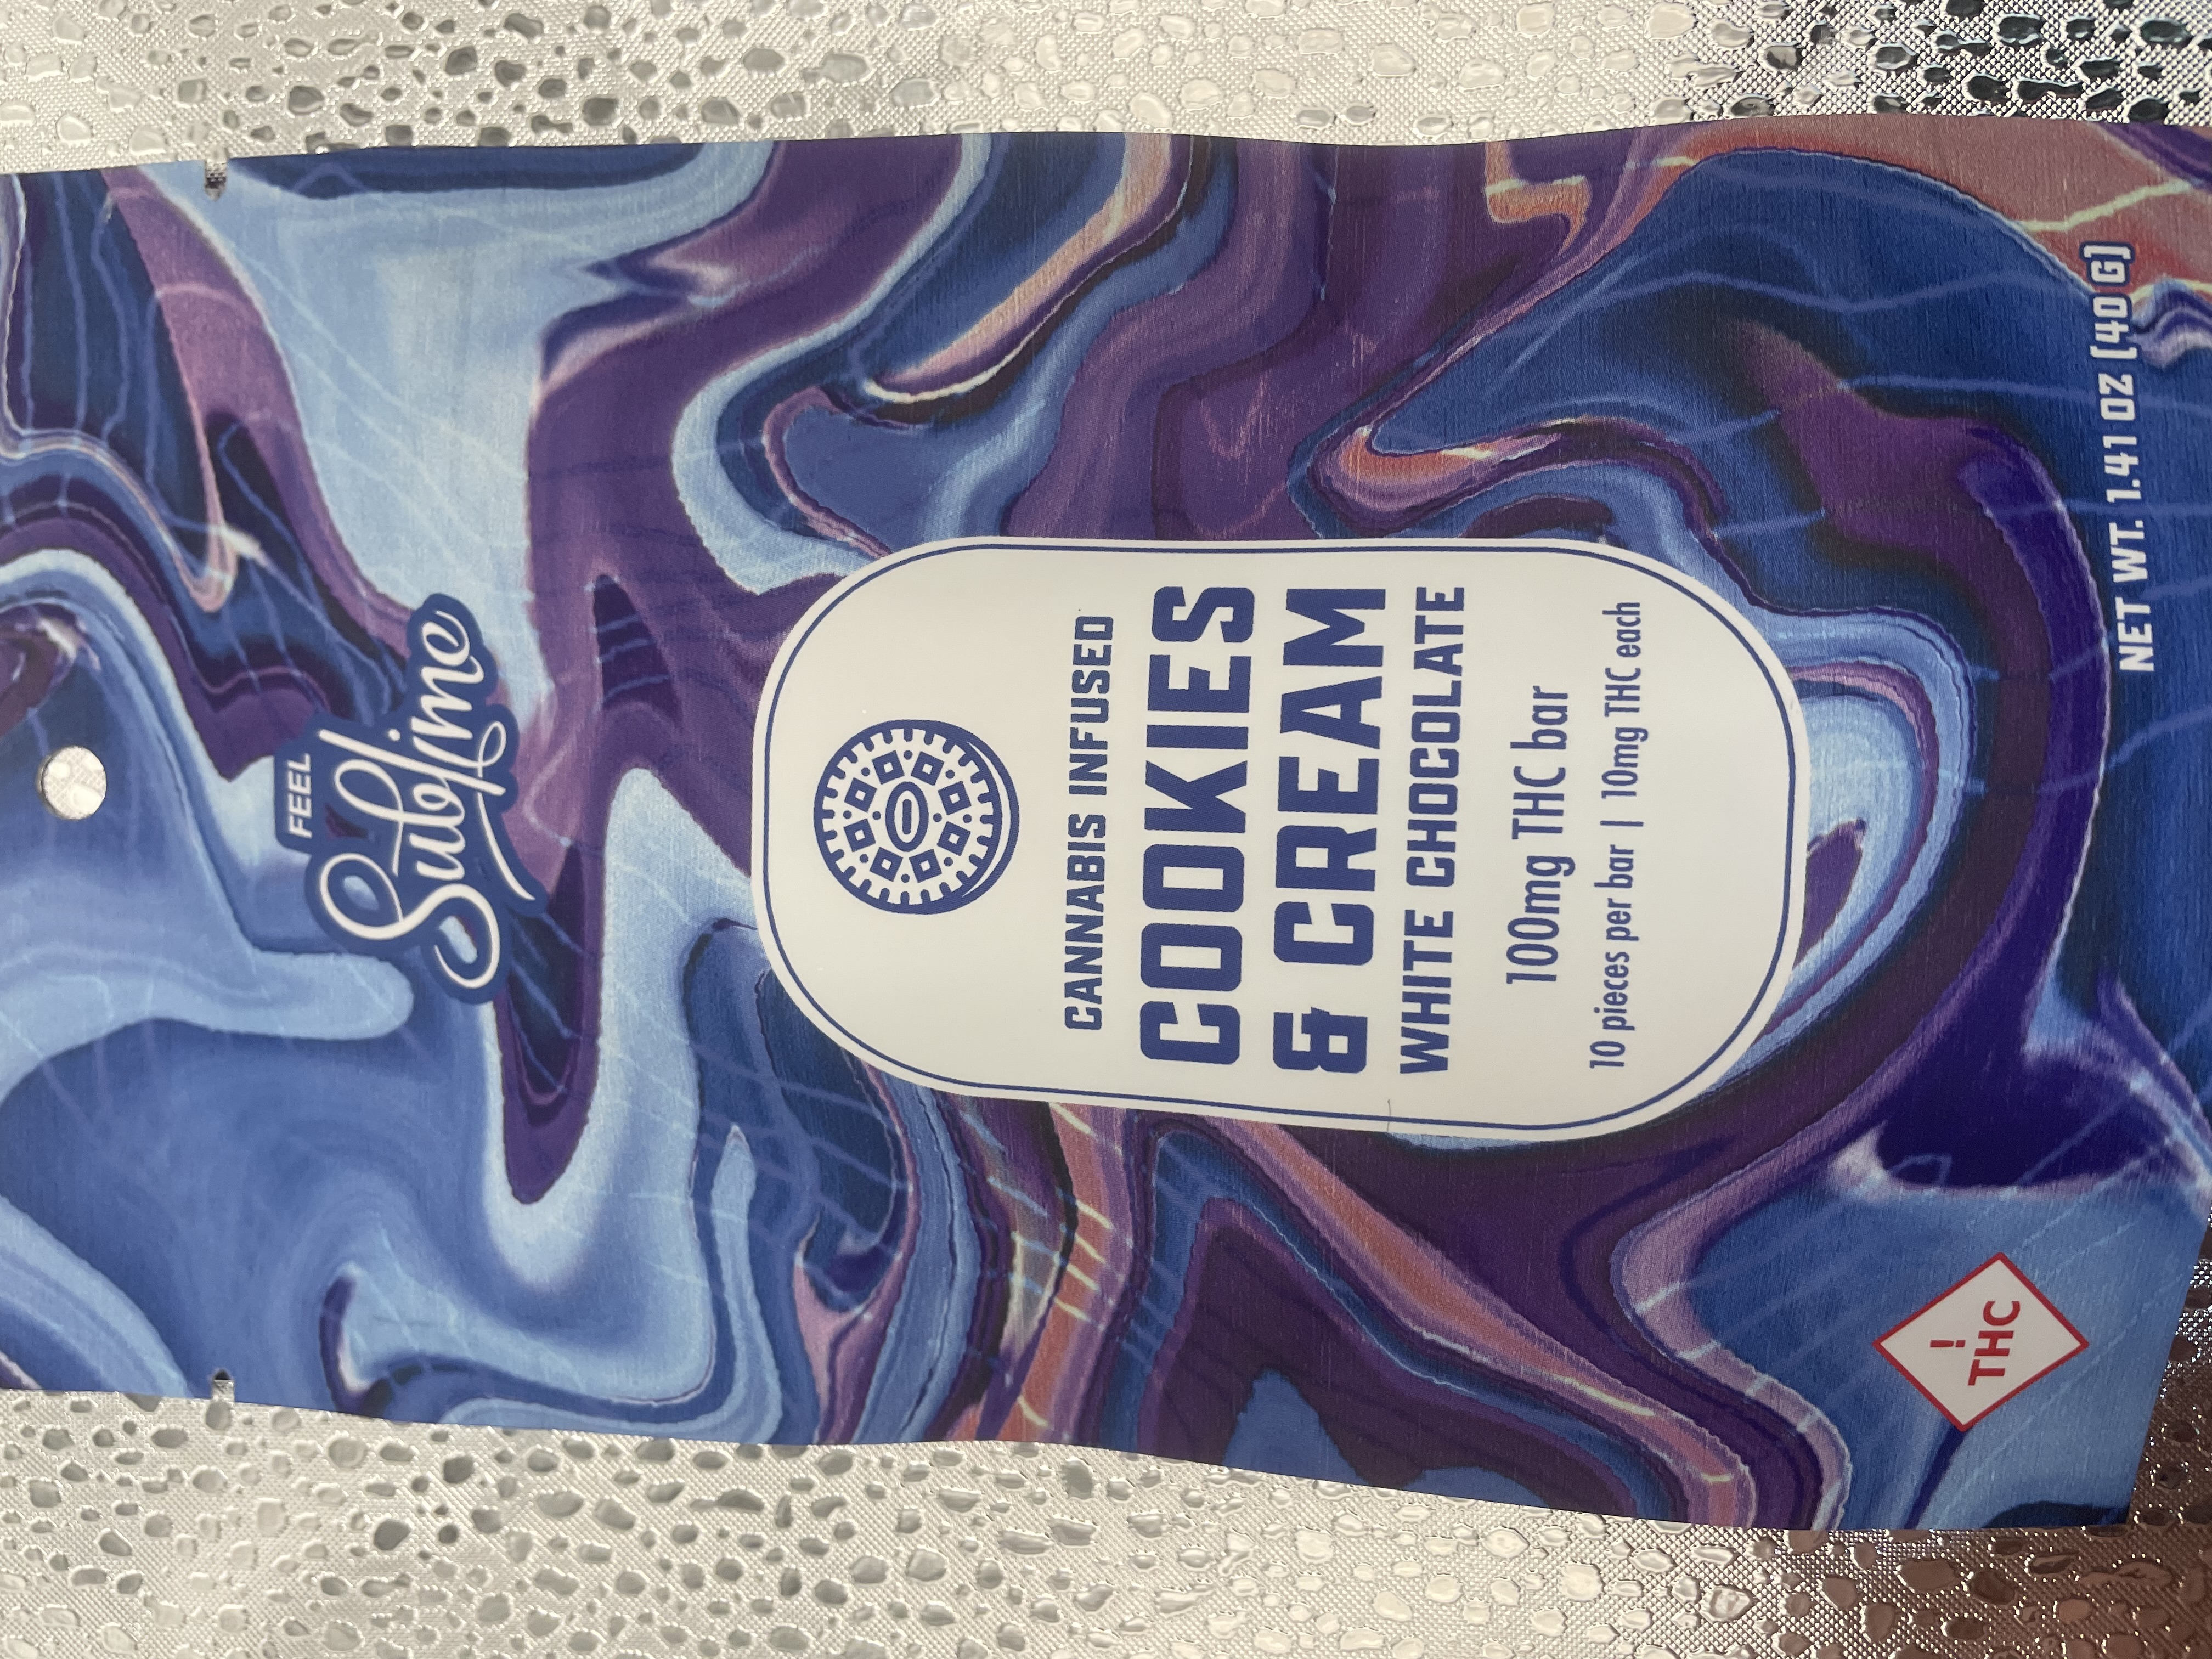 FEEL
Sublime
CANNABIS INFUSED
COOKIES
& CREAM
WHITE CHOCOLATE
100mg THC bar
10 pieces per bar | 10mg THC each
!
THC
NET WT. 1.41 OZ (40 G)